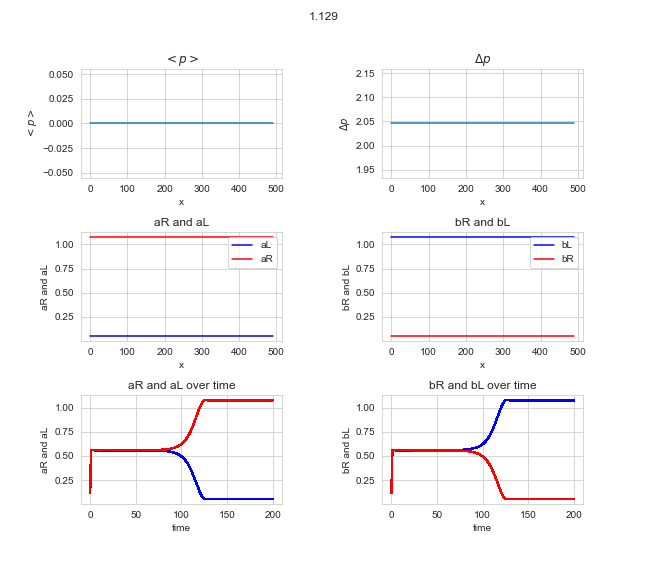 1.129
< p >
Δp
0.050
0.025
0.000
−0.025
−0.050
< p >
0 100 200 300 400 500
x
2.15
2.10
2.05
2.00
1.95
Δp
0 100 200 300 400 500
x
aR and aL
bR and bL
1.00
0.75
0.50
0.25
aR and aL
aL
aR
0 100 200 300 400 500
x
1.00
0.75
0.50
0.25
bR and bL
bL
bR
0 100 200 300 400 500
x
aR and aL over time
bR and bL over time
1.00
0.75
0.50
0.25
aR and aL
0 50 100 150 200
time
1.00
0.75
0.50
0.25
bR and bL
0 50 100 150 200
time